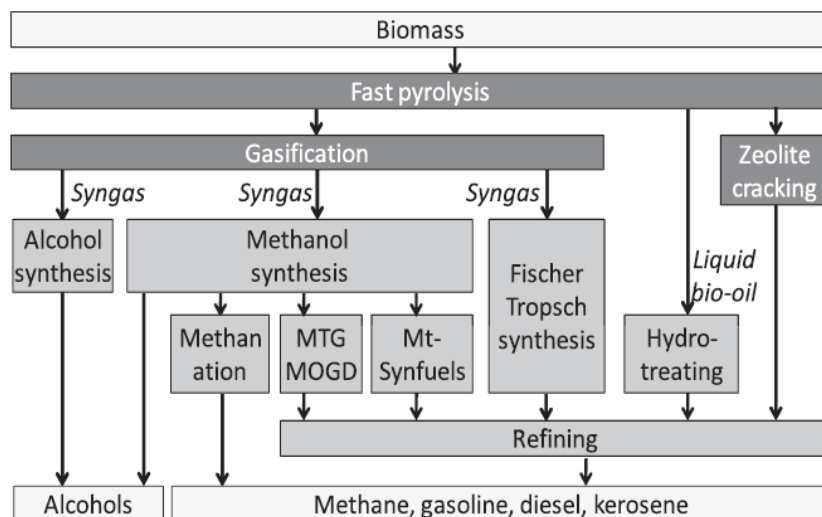 Biomass
Fast pyrolysis
Gasification
Zeolite
cracking
Syngas
Syngas
Syngas
Alcohol
synthesis
Methanol
synthesis
Fischer
Tropsch
synthesis
Liquid
bio-oil
Methan
ation
MTG
MOGD
Mt-
Synfuels
Hydro-
treating
Refining
Alcohols
Methane, gasoline, diesel, kerosene